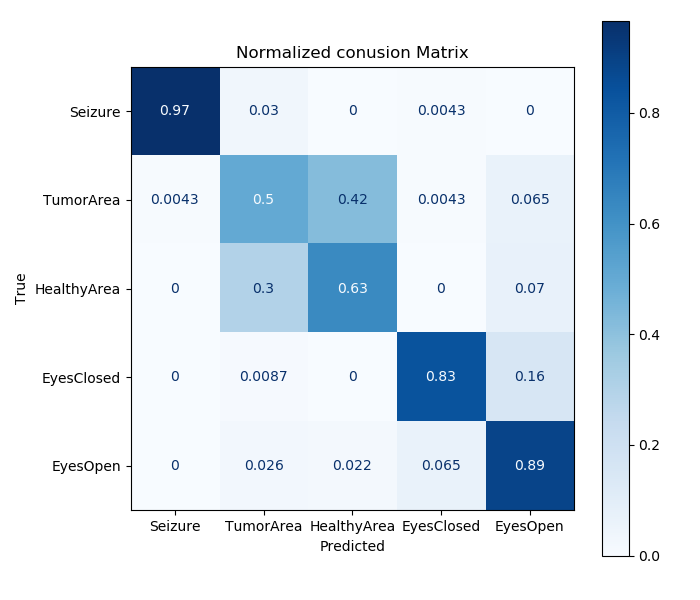 Normalized conusion Matrix
Seizure 0.97 0.03 0 0.0043 0
TumorArea 0.0043 0.5 0.42 0.0043 0.065
HealthyArea 0 0.3 0.63 0 0.07
EyesClosed 0 0.0087 0 0.83 0.16
EyesOpen 0 0.026 0.022 0.065 0.89
Seizure TumorArea HealthyArea EyesClosed EyesOpen
Predicted
True
0.8
0.6
0.4
0.2
0.0